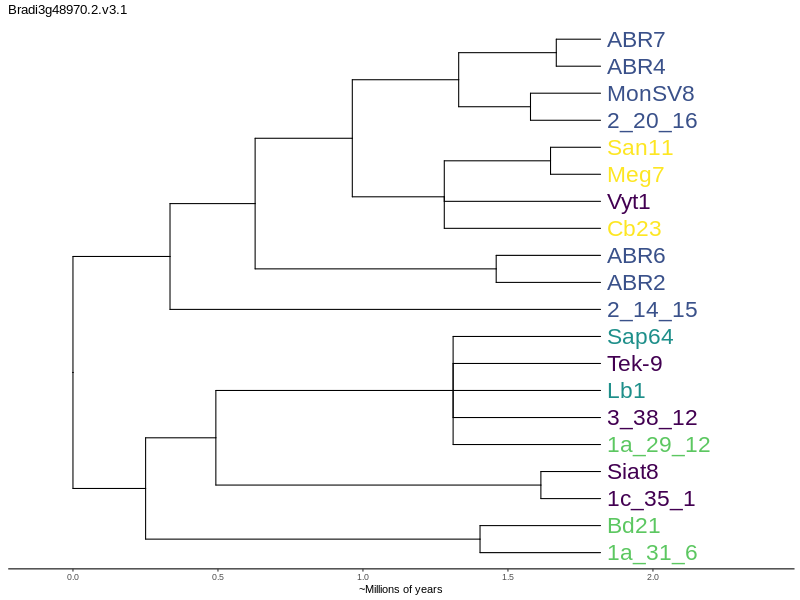 Bradi3g48970.2.v3.1
ABR7
ABR4
MonSV8
2_20_16
San11
Meg7
Vyt1
Cb23
ABR6
ABR2
2_14_15
Sap64
Tek-9
Lb1
3_38_12
1a_29_12
Siat8
1c_35_1
Bd21
1a_31_6
0.0 0.5 1.0 1.5 2.0
~Millions of years